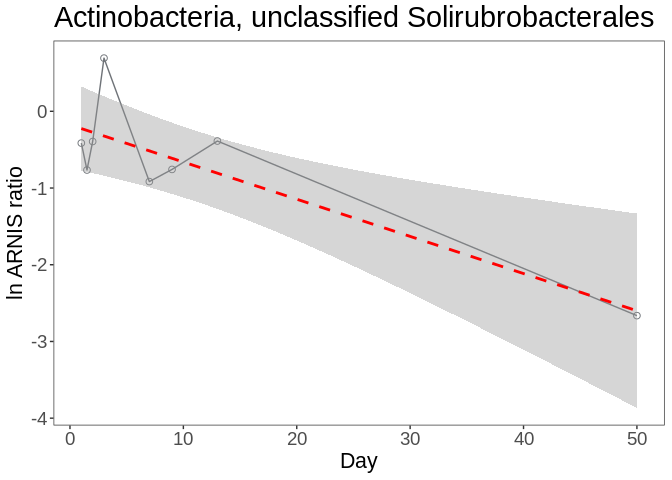 Actinobacteria, unclassified Solirubrobacterales
ln ARNIS ratio
0
-1
-2
-3
-4
0 10 20 30 40 50
Day